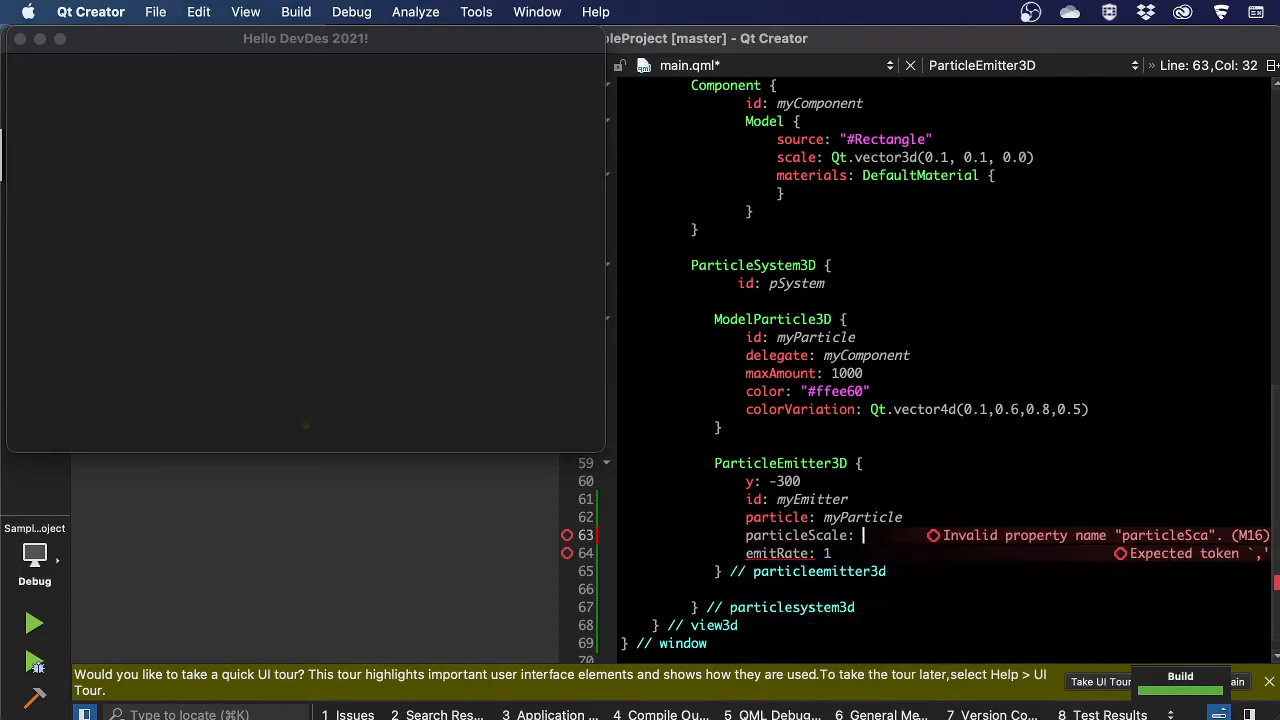 Qt Creator File Edit View Build Debug Analyze Tools Window Help
Hello DevDes 2021!
pleProject [master] - Qt Creator
main.qml* ParticleEmitter3D » Line: 63,Col: 32
Component {
id: myComponent
Model {
source: "#Rectangle"
scale: Qt.vector3d(0.1, 0.1, 0.0)
materials: DefaultMaterial {
}
}
}
ParticleSystem3D {
id: pSystem
ModelParticle3D {
id: myParticle
delegate: myComponent
maxAmount: 1000
color: "#ffee60"
colorVariation: Qt.vector4d(0.1,0.6,0.8,0.5)
}
59 ParticleEmitter3D {
60 y: -300
61 id: myEmitter
62 particle: myParticle
63 particleScale: Invalid property name "particleSca". (M16)
64 emitRate: 1 Expected token `,'
65 } // particleemitter3d
66
67 } // particlesystem3d
68 } // view3d
69 } // window
70
Sampl...oject
Debug
Would you like to take a quick UI tour? This tour highlights important user interface elements and shows how they are used.To take the tour later,select Help > UI
Tour.
Take UI Tour
Build
ain
Type to locate (⌘K) 1 Issues 2 Search Res... 3 Application ... 4 Compile Ou... 5 QML Debug... 6 General Me... 7 Version Co... 8 Test Results